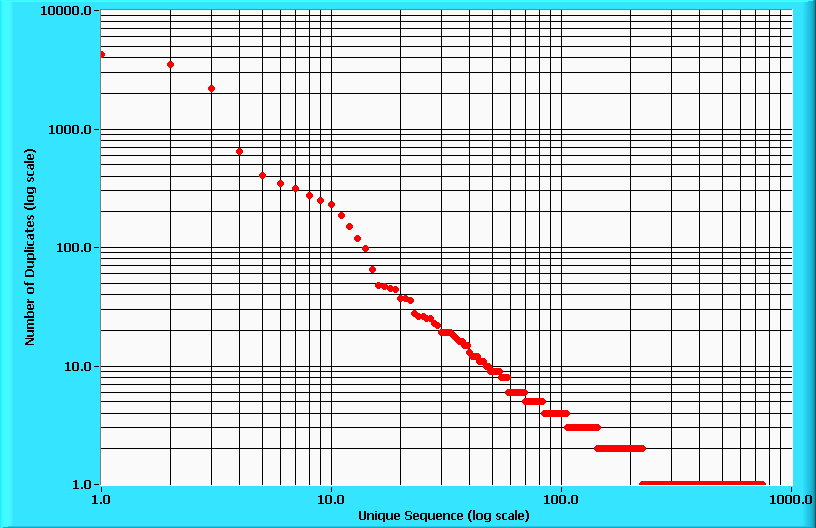 10000.0
1000.0
100.0
10.0
1.0
Number of Duplicates (log scale)
1.0 10.0 100.0 1000.0
Unique Sequence (log scale)